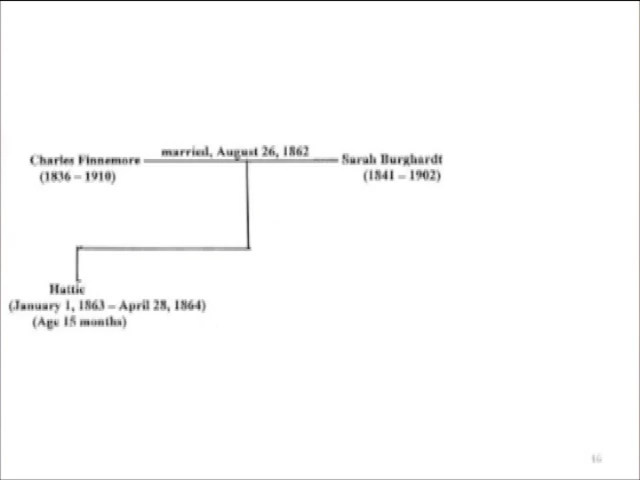 married, August 26, 1862
Charles Finnemore
Sarah Burghardt
(1836 – 1910)
(1841 – 1902)
Hattie
(January 1, 1863 – April 28, 1864)
(Age 15 months)
16